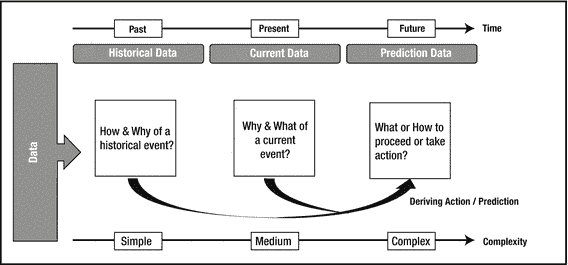 Past
Present
Future
Time
Historical Data
Current Data
Prediction Data
Data
How & Why of a
historical event?
Why & What of
a current
event?
What or How to
proceed or take
action?
Deriving Action / Prediction
Simple
Medium
Complex
Complexity